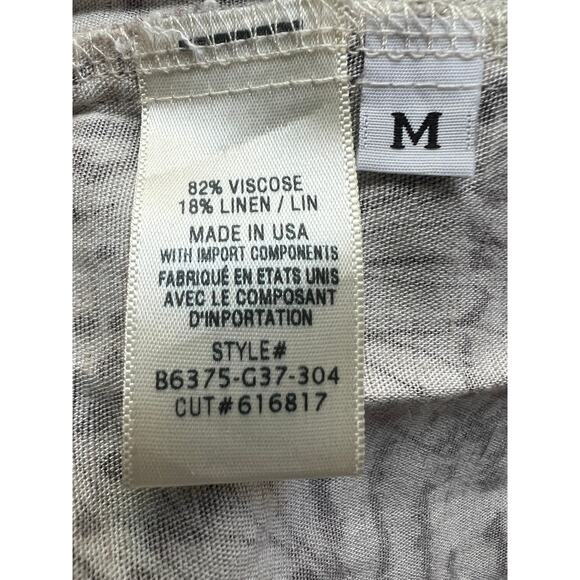 M
82% VISCOSE
18% LINEN / LIN
MADE IN USA
WITH IMPORT COMPONENTS
FABRIQUÉ EN ETATS UNIS
AVEC LE COMPOSANT
D'INPORTATION
STYLE#
B6375-G37-304
CUT#616817